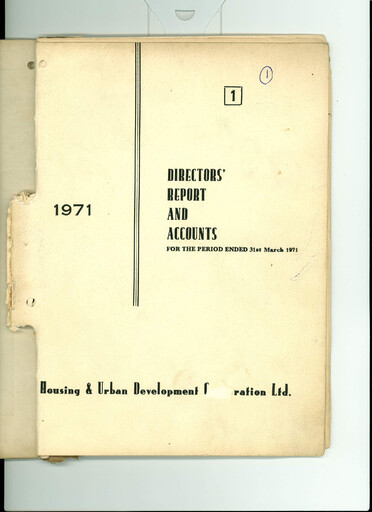 1
1
1971
DIRECTORS'
REPORT
AND
ACCOUNTS
FOR THE PERIOD ENDED 31st March 1971
Housing & Urban Development C ration Ltd.